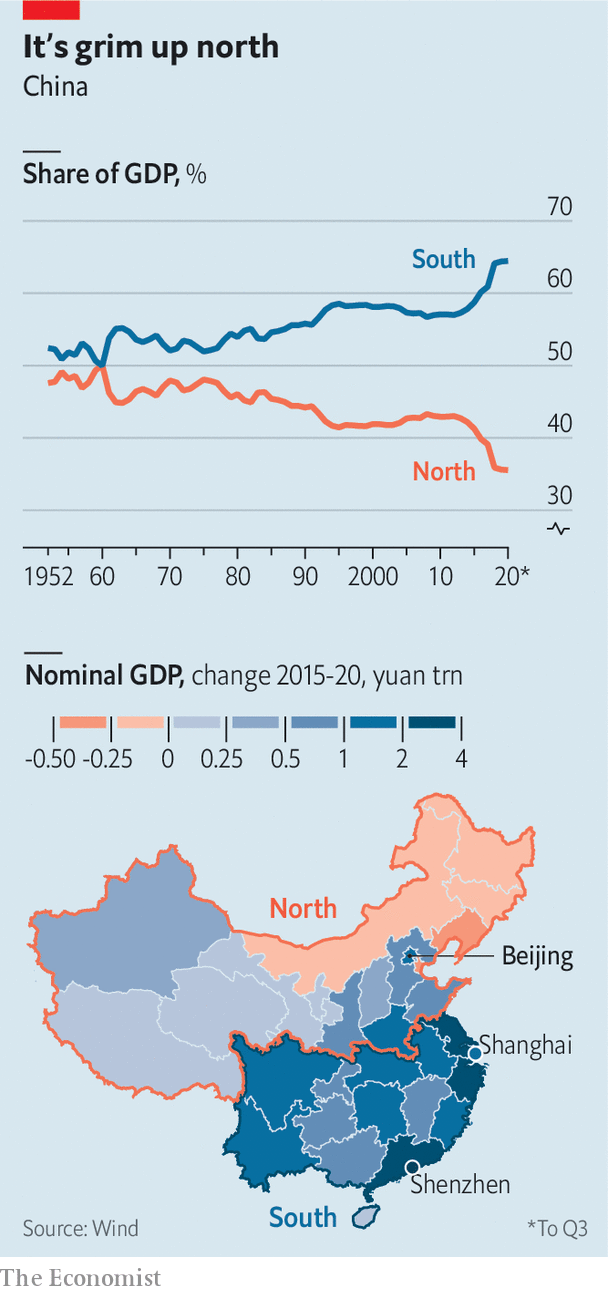 It's grim up north
China
Share of GDP, %
70
South
60
50
40
North
30
1952 60 70 80 90 2000 10 20*
Nominal GDP, change 2015-20, yuan trn
-0.50 -0.25 0 0.25 0.5 1 2 4
North
Beijing
Shanghai
Shenzhen
South
Source: Wind *To Q3
The Economist